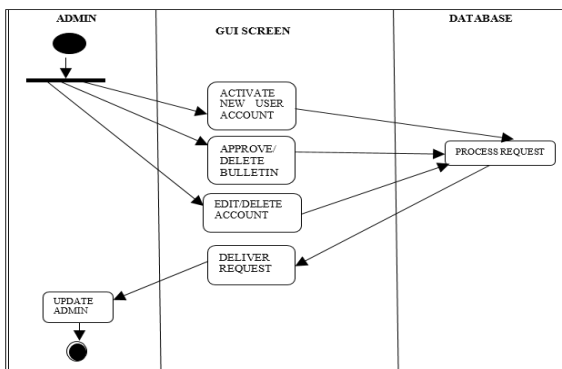 ADMIN
GUI SCREEN
DATABASE
ACTIVATE
NEW USER
ACCOUNT
APPROVE/
DELETE
BULLETIN
PROCESS REQUEST
EDIT/DELETE
ACCOUNT
DELIVER
REQUEST
UPDATE
ADMIN